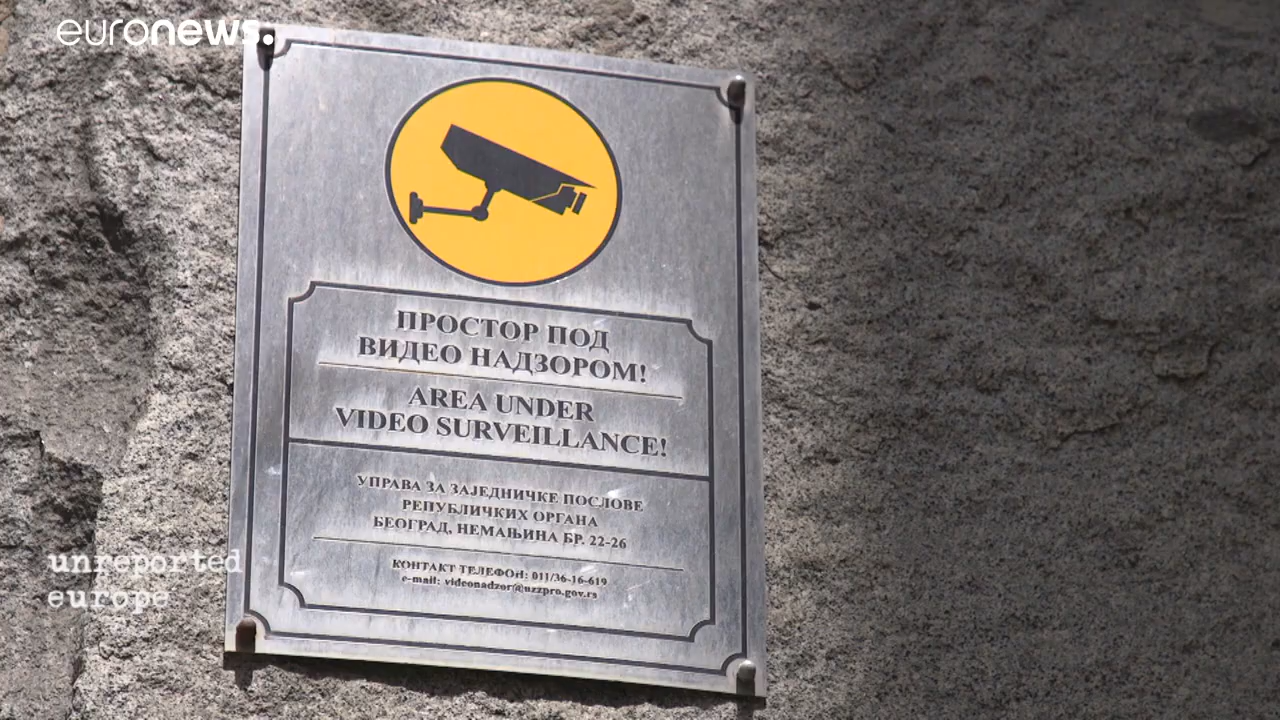 euronews.
ПРОСТОР ПОД
ВИДЕО НАДЗОРОМ!
AREA UNDER
VIDEO SURVEILLANCE!
УПРАВА ЗА ЗАЈЕДНИЧКЕ ПОСЛОВЕ
РЕПУБЛИЧКИХ ОРГАНА
БЕОГРАД, НЕМАЊИНА БР. 22-26
КОНТАКТ ТЕЛЕФОН: 011/36-16-619
e-mail: videonadzor@uzzpro.gov.rs
unreported
europe